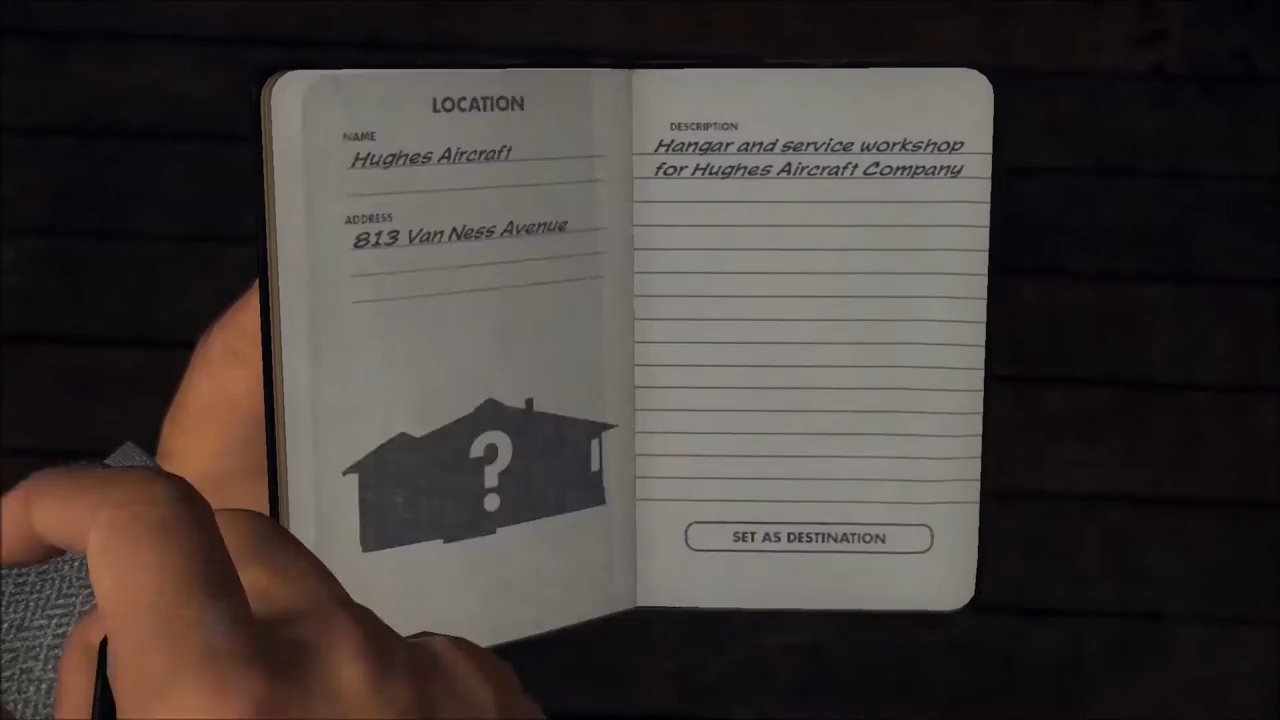 LOCATION
NAME
Hughes Aircraft
ADDRESS
813 Van Ness Avenue
?
DESCRIPTION
Hangar and service workshop
for Hughes Aircraft Company
SET AS DESTINATION